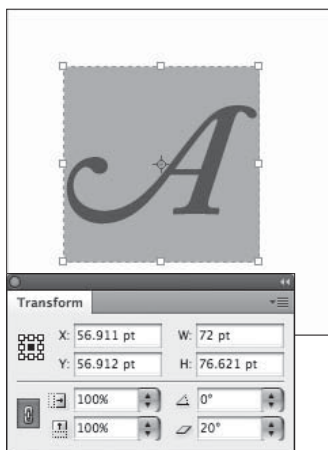 A
Transform
X: 56.911 pt W: 72 pt
Y: 56.912 pt H: 76.621 pt
100% 0°
100% 20°